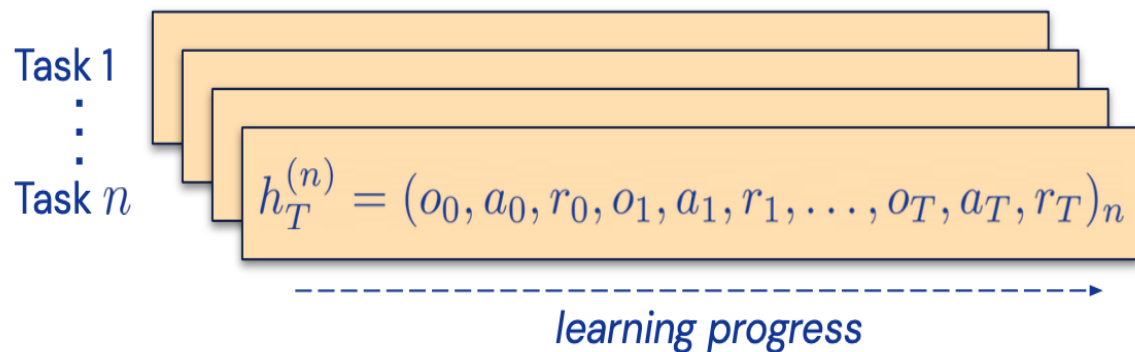 Task 1
⋮
Task n
h_T^{(n)} = (o_0, a_0, r_0, o_1, a_1, r_1, . . . , o_T, a_T, r_T)_n
learning progress